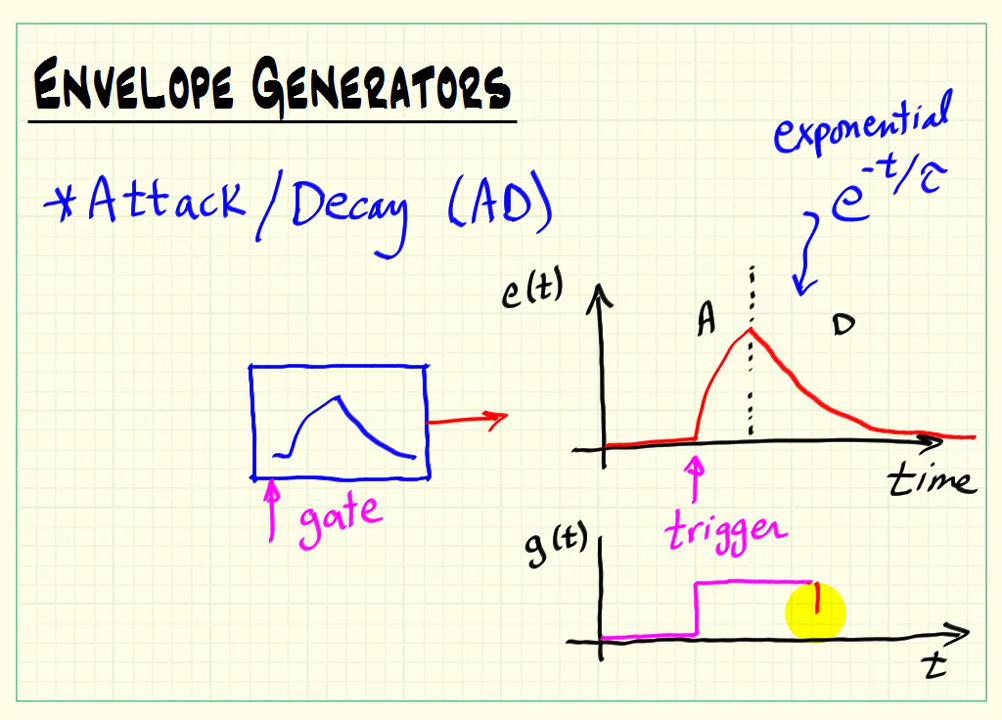 ENVELOPE GENERATORS
exponential
e^-t/τ
*Attack/Decay (AD)
e(t)
A
D
time
gate
trigger
g(t)
t